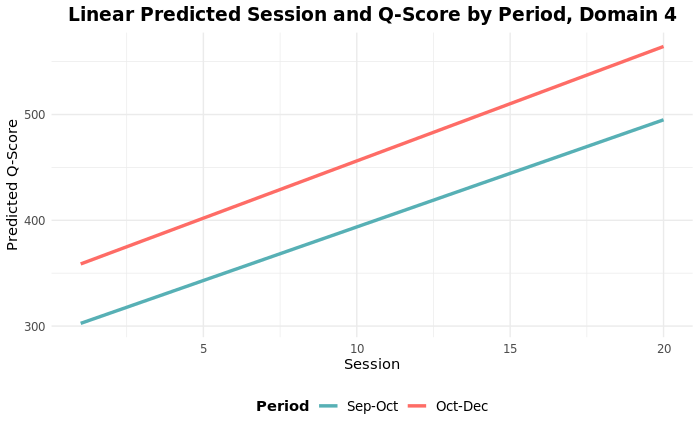 Linear Predicted Session and Q-Score by Period, Domain 4
Predicted Q-Score
500
400
300
5 10 15 20
Session
Period Sep-Oct Oct-Dec